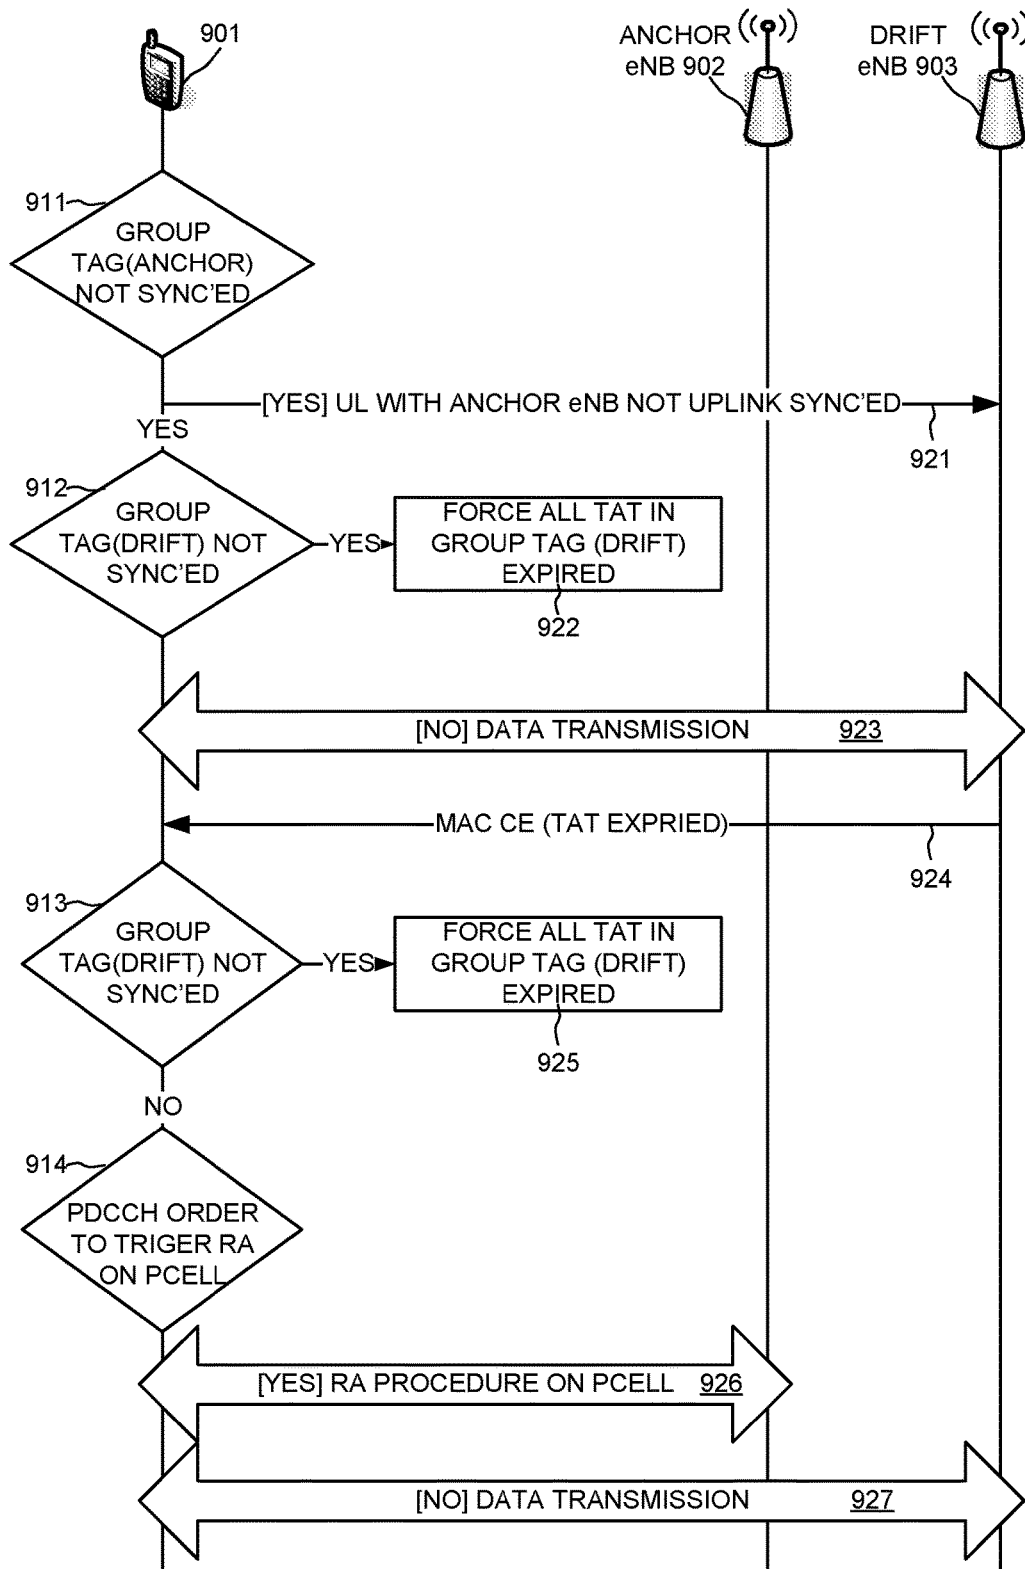 901
ANCHOR
eNB 902
DRIFT
eNB 903
911
GROUP
TAG(ANCHOR)
NOT SYNC'ED
[YES] UL WITH ANCHOR eNB NOT UPLINK SYNC'ED
921
YES
912
GROUP
TAG(DRIFT) NOT
SYNC'ED
YES
FORCE ALL TAT IN
GROUP TAG (DRIFT)
EXPIRED
922
[NO] DATA TRANSMISSION 923
MAC CE (TAT EXPRIED)
924
913
GROUP
TAG(DRIFT) NOT
SYNC'ED
YES
FORCE ALL TAT IN
GROUP TAG (DRIFT)
EXPIRED
925
NO
914
PDCCH ORDER
TO TRIGER RA
ON PCELL
[YES] RA PROCEDURE ON PCELL 926
[NO] DATA TRANSMISSION 927